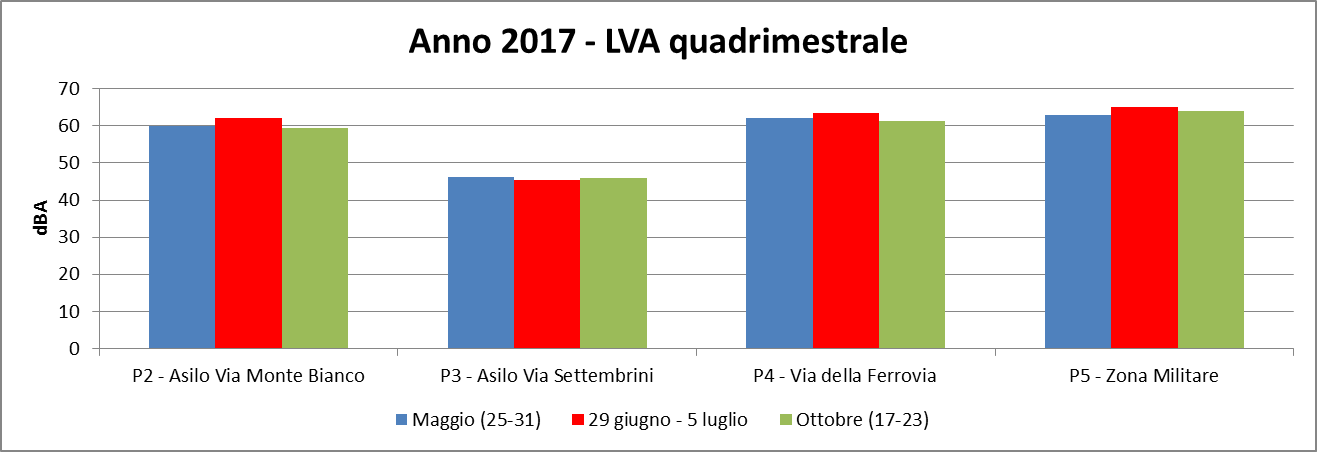 Anno 2017 - LVA quadrimestrale
70
60
50
40
30
20
10
0
dBA
P2 - Asilo Via Monte Bianco
P3 - Asilo Via Settembrini
P4 - Via della Ferrovia
P5 - Zona Militare
Maggio (25-31)
29 giugno - 5 luglio
Ottobre (17-23)